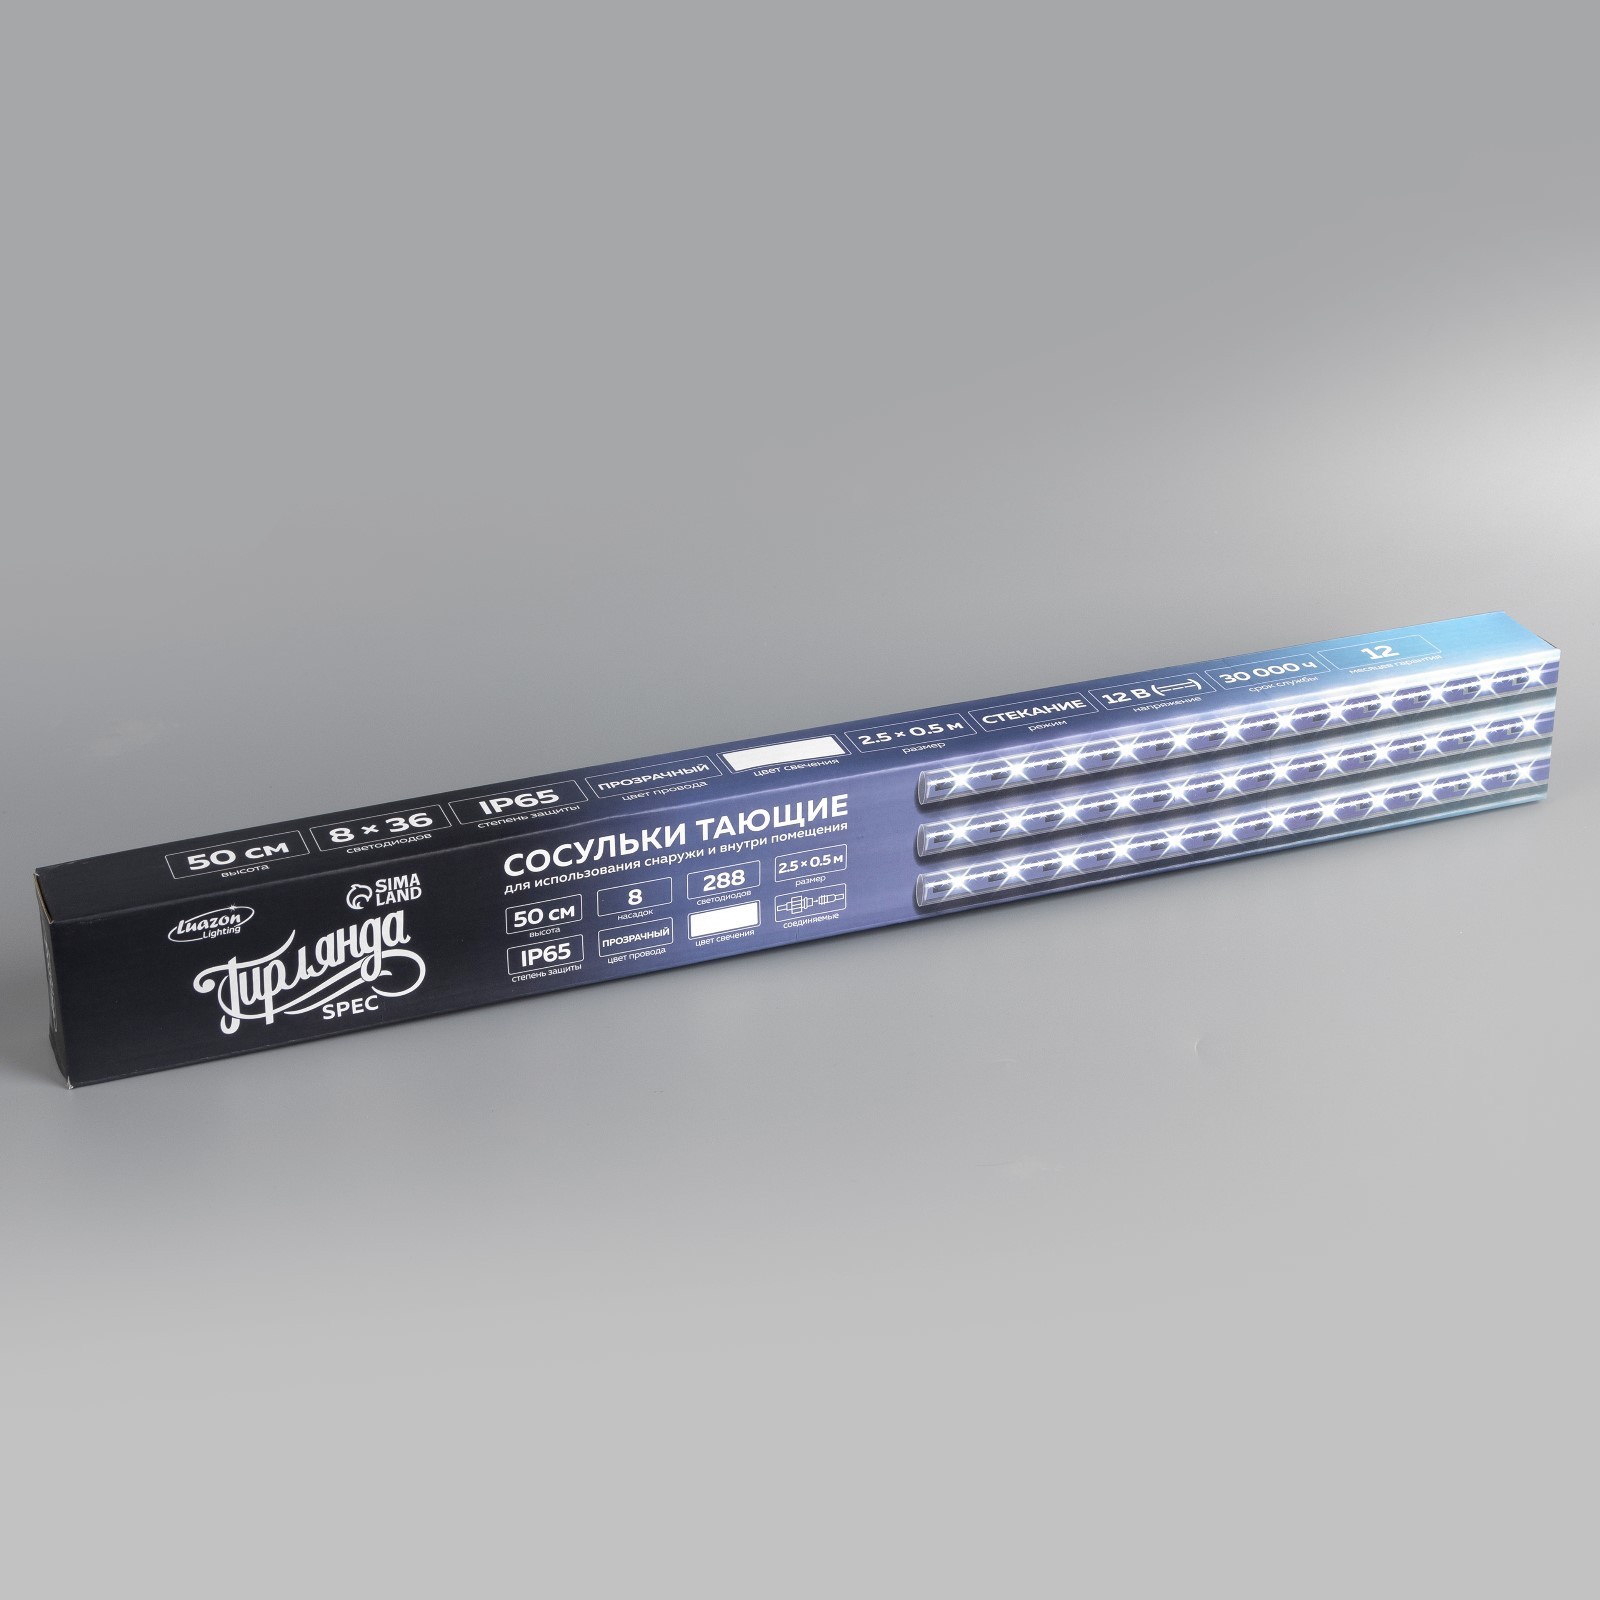 50 см
высота
8 × 36
светодиодов
IP65
степень защиты
ПРОЗРАЧНЫЙ
цвет провода
цвет свечения
2.5 × 0.5 м
размер
СТЕКАНИЕ
режим
12 В
напряжение
30 000 ч
срок службы
12
месяцев гарантия
Luazon
Lighting
SIMA
LAND
Гирлянда
SPEC
СОСУЛЬКИ ТАЮЩИЕ
для использования снаружи и внутри помещения
50 см
высота
8
насадок
288
светодиодов
2.5 × 0.5 м
размер
IP65
степень защиты
ПРОЗРАЧНЫЙ
цвет провода
цвет свечения
соединяемые